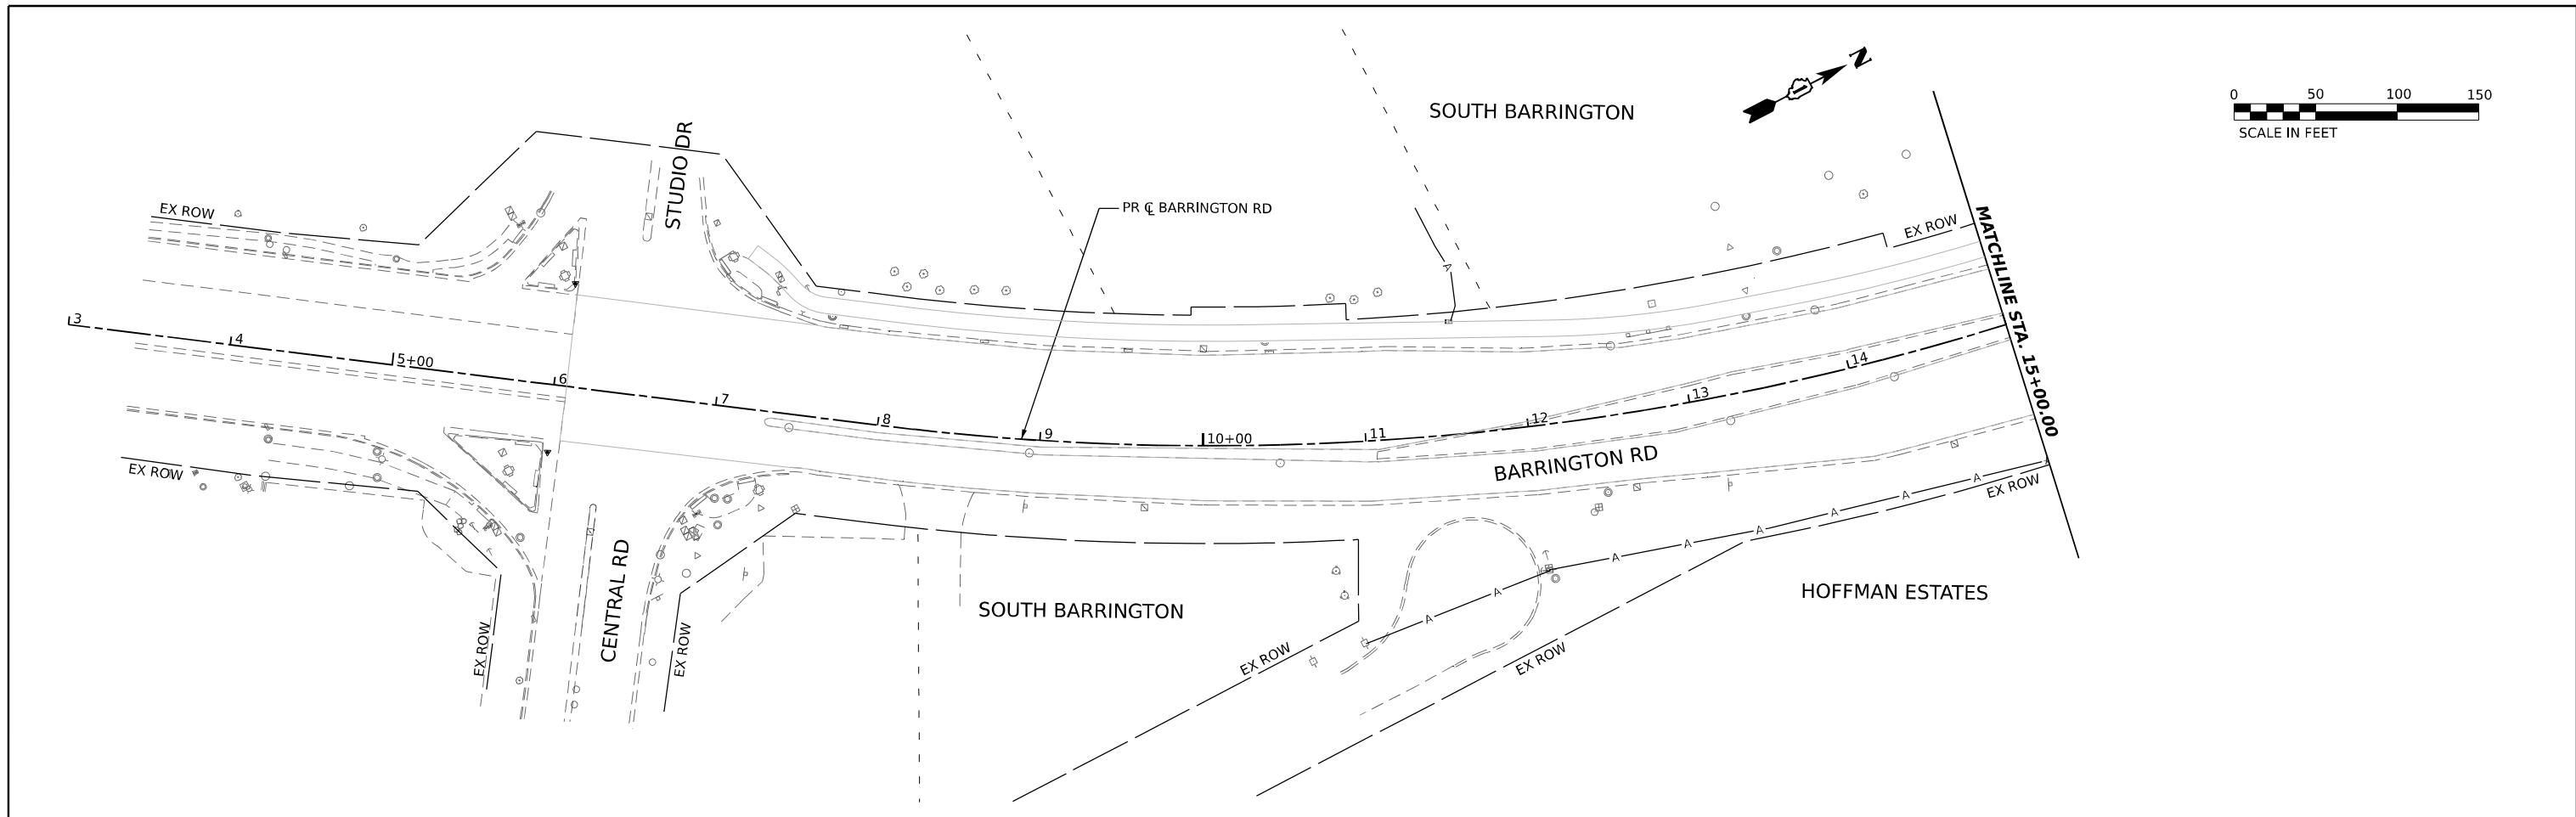 N
0 50 100 150
SCALE IN FEET
SOUTH BARRINGTON
STUDIO DR
EX ROW
PR ℄ BARRINGTON RD
EX ROW
MATCHLINE STA. 15+00.00
A
3
4
5+00
6
7
8
9
10+00
11
12
13
14
BARRINGTON RD
EX ROW
EX ROW
A A A A A A A A
HOFFMAN ESTATES
SOUTH BARRINGTON
CENTRAL RD
EX ROW
EX ROW
EX ROW
EX ROW